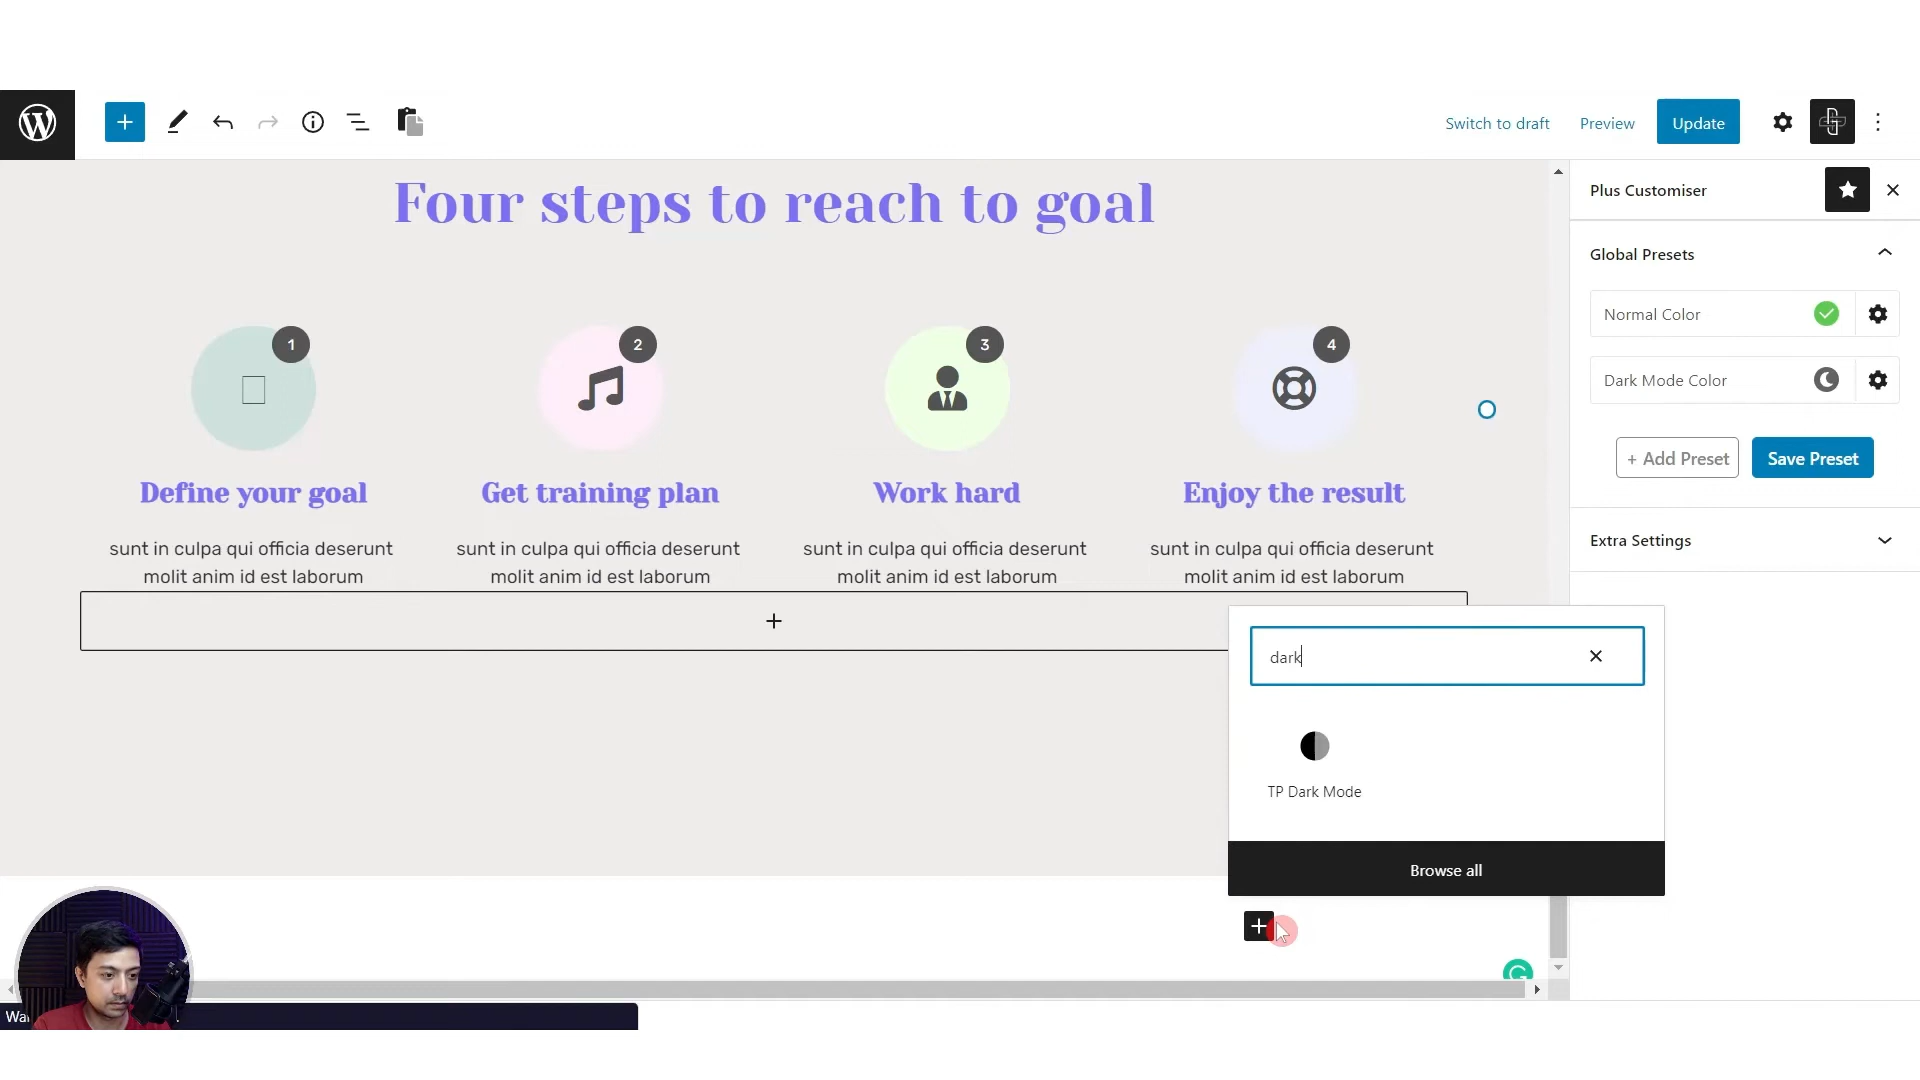 Switch to draft
Preview
Update
Plus Customiser
Global Presets
Normal Color
Dark Mode Color
+ Add Preset
Save Preset
Extra Settings
Four steps to reach to goal
1
2
3
4
Define your goal
Get training plan
Work hard
Enjoy the result
sunt in culpa qui officia deserunt
molit anim id est laborum
sunt in culpa qui officia deserunt
molit anim id est laborum
sunt in culpa qui officia deserunt
molit anim id est laborum
sunt in culpa qui officia deserunt
molit anim id est laborum
dark
TP Dark Mode
Browse all